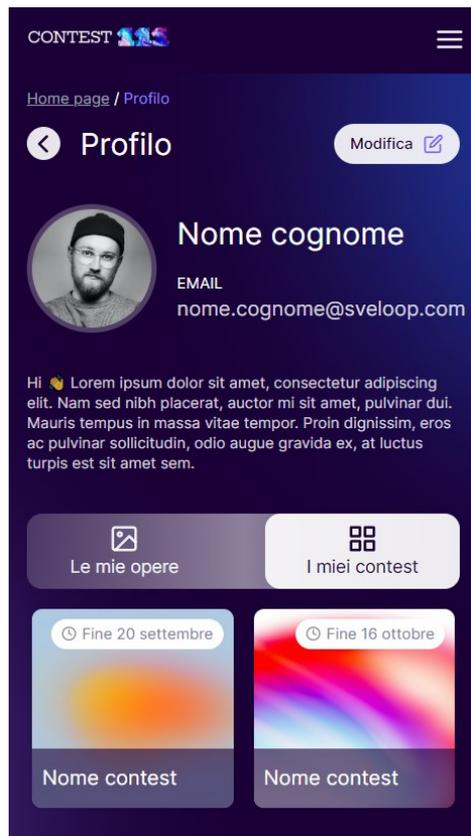 CONTEST
Home page / Profilo
Profilo
Modifica
Nome cognome
EMAIL
nome.cognome@sveloop.com
Hi 👋 Lorem ipsum dolor sit amet, consectetur adipiscing
elit. Nam sed nibh placerat, auctor mi sit amet, pulvinar dui.
Mauris tempus in massa vitae tempor. Proin dignissim, eros
ac pulvinar sollicitudin, odio augue gravida ex, at luctus
turpis est sit amet sem.
Le mie opere
I miei contest
Fine 20 settembre
Fine 16 ottobre
Nome contest
Nome contest